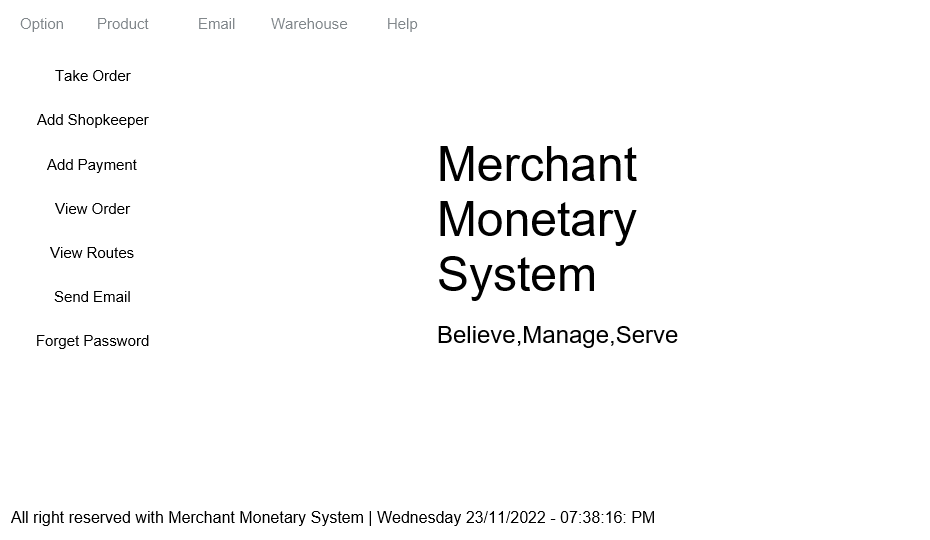 Option Product Email Warehouse Help
Take Order
Add Shopkeeper
Add Payment
View Order
View Routes
Send Email
Forget Password
Merchant
Monetary
System
Believe,Manage,Serve
All right reserved with Merchant Monetary System | Wednesday 23/11/2022 - 07:38:16: PM